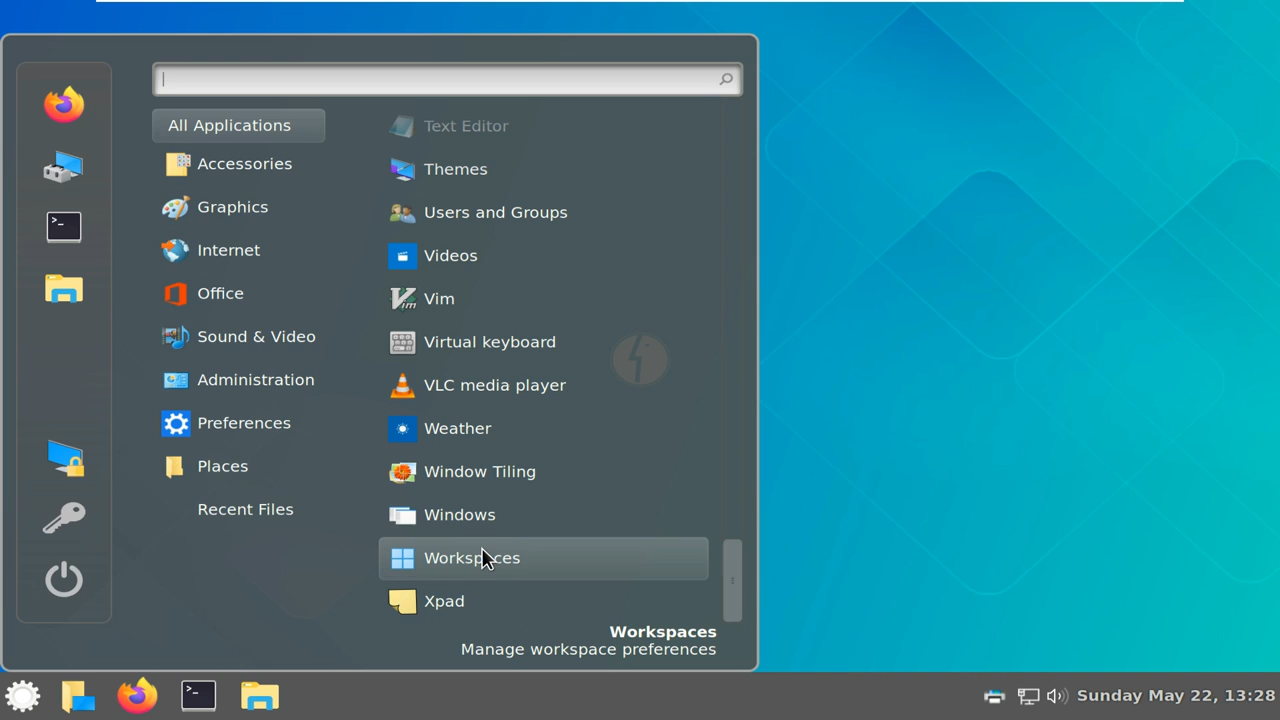 All Applications
Accessories
Graphics
Internet
Office
Sound & Video
Administration
Preferences
Places
Recent Files
Text Editor
Themes
Users and Groups
Videos
Vim
Virtual keyboard
VLC media player
Weather
Window Tiling
Windows
Workspaces
Xpad
Workspaces
Manage workspace preferences
Sunday May 22, 13:28